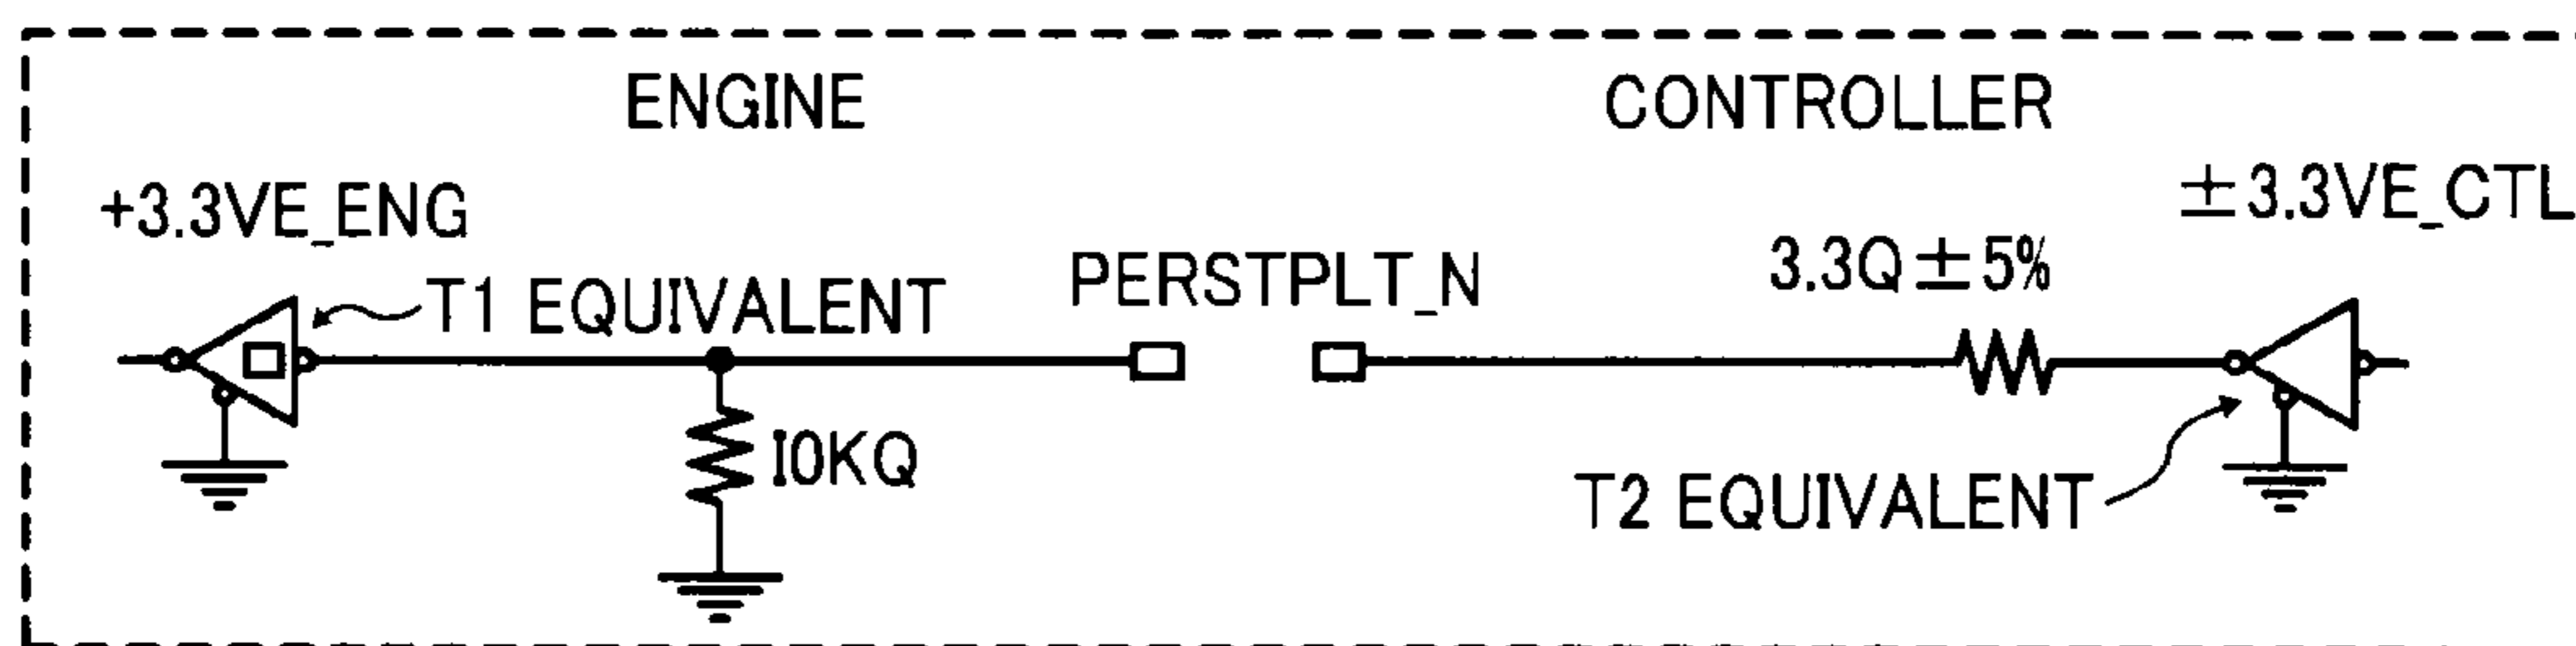 ENGINE
CONTROLLER
+3.3VE_ENG
±3.3VE_CTL
T1 EQUIVALENT
PERSTPLT_N
3.3Q±5%
I0KQ
T2 EQUIVALENT